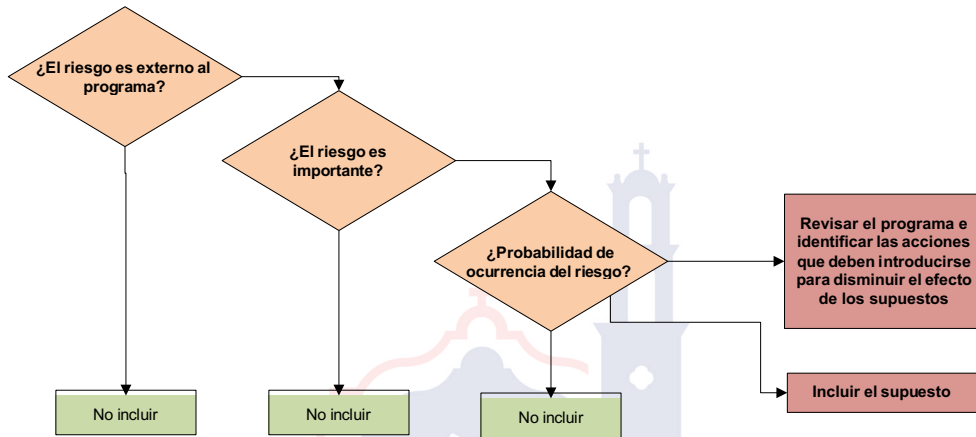 ¿El riesgo es externo al
programa?
¿El riesgo es
importante?
¿Probabilidad de
ocurrencia del riesgo?
Revisar el programa e
identificar las acciones
que deben introducirse
para disminuir el efecto
de los supuestos
Incluir el supuesto
No incluir
No incluir
No incluir